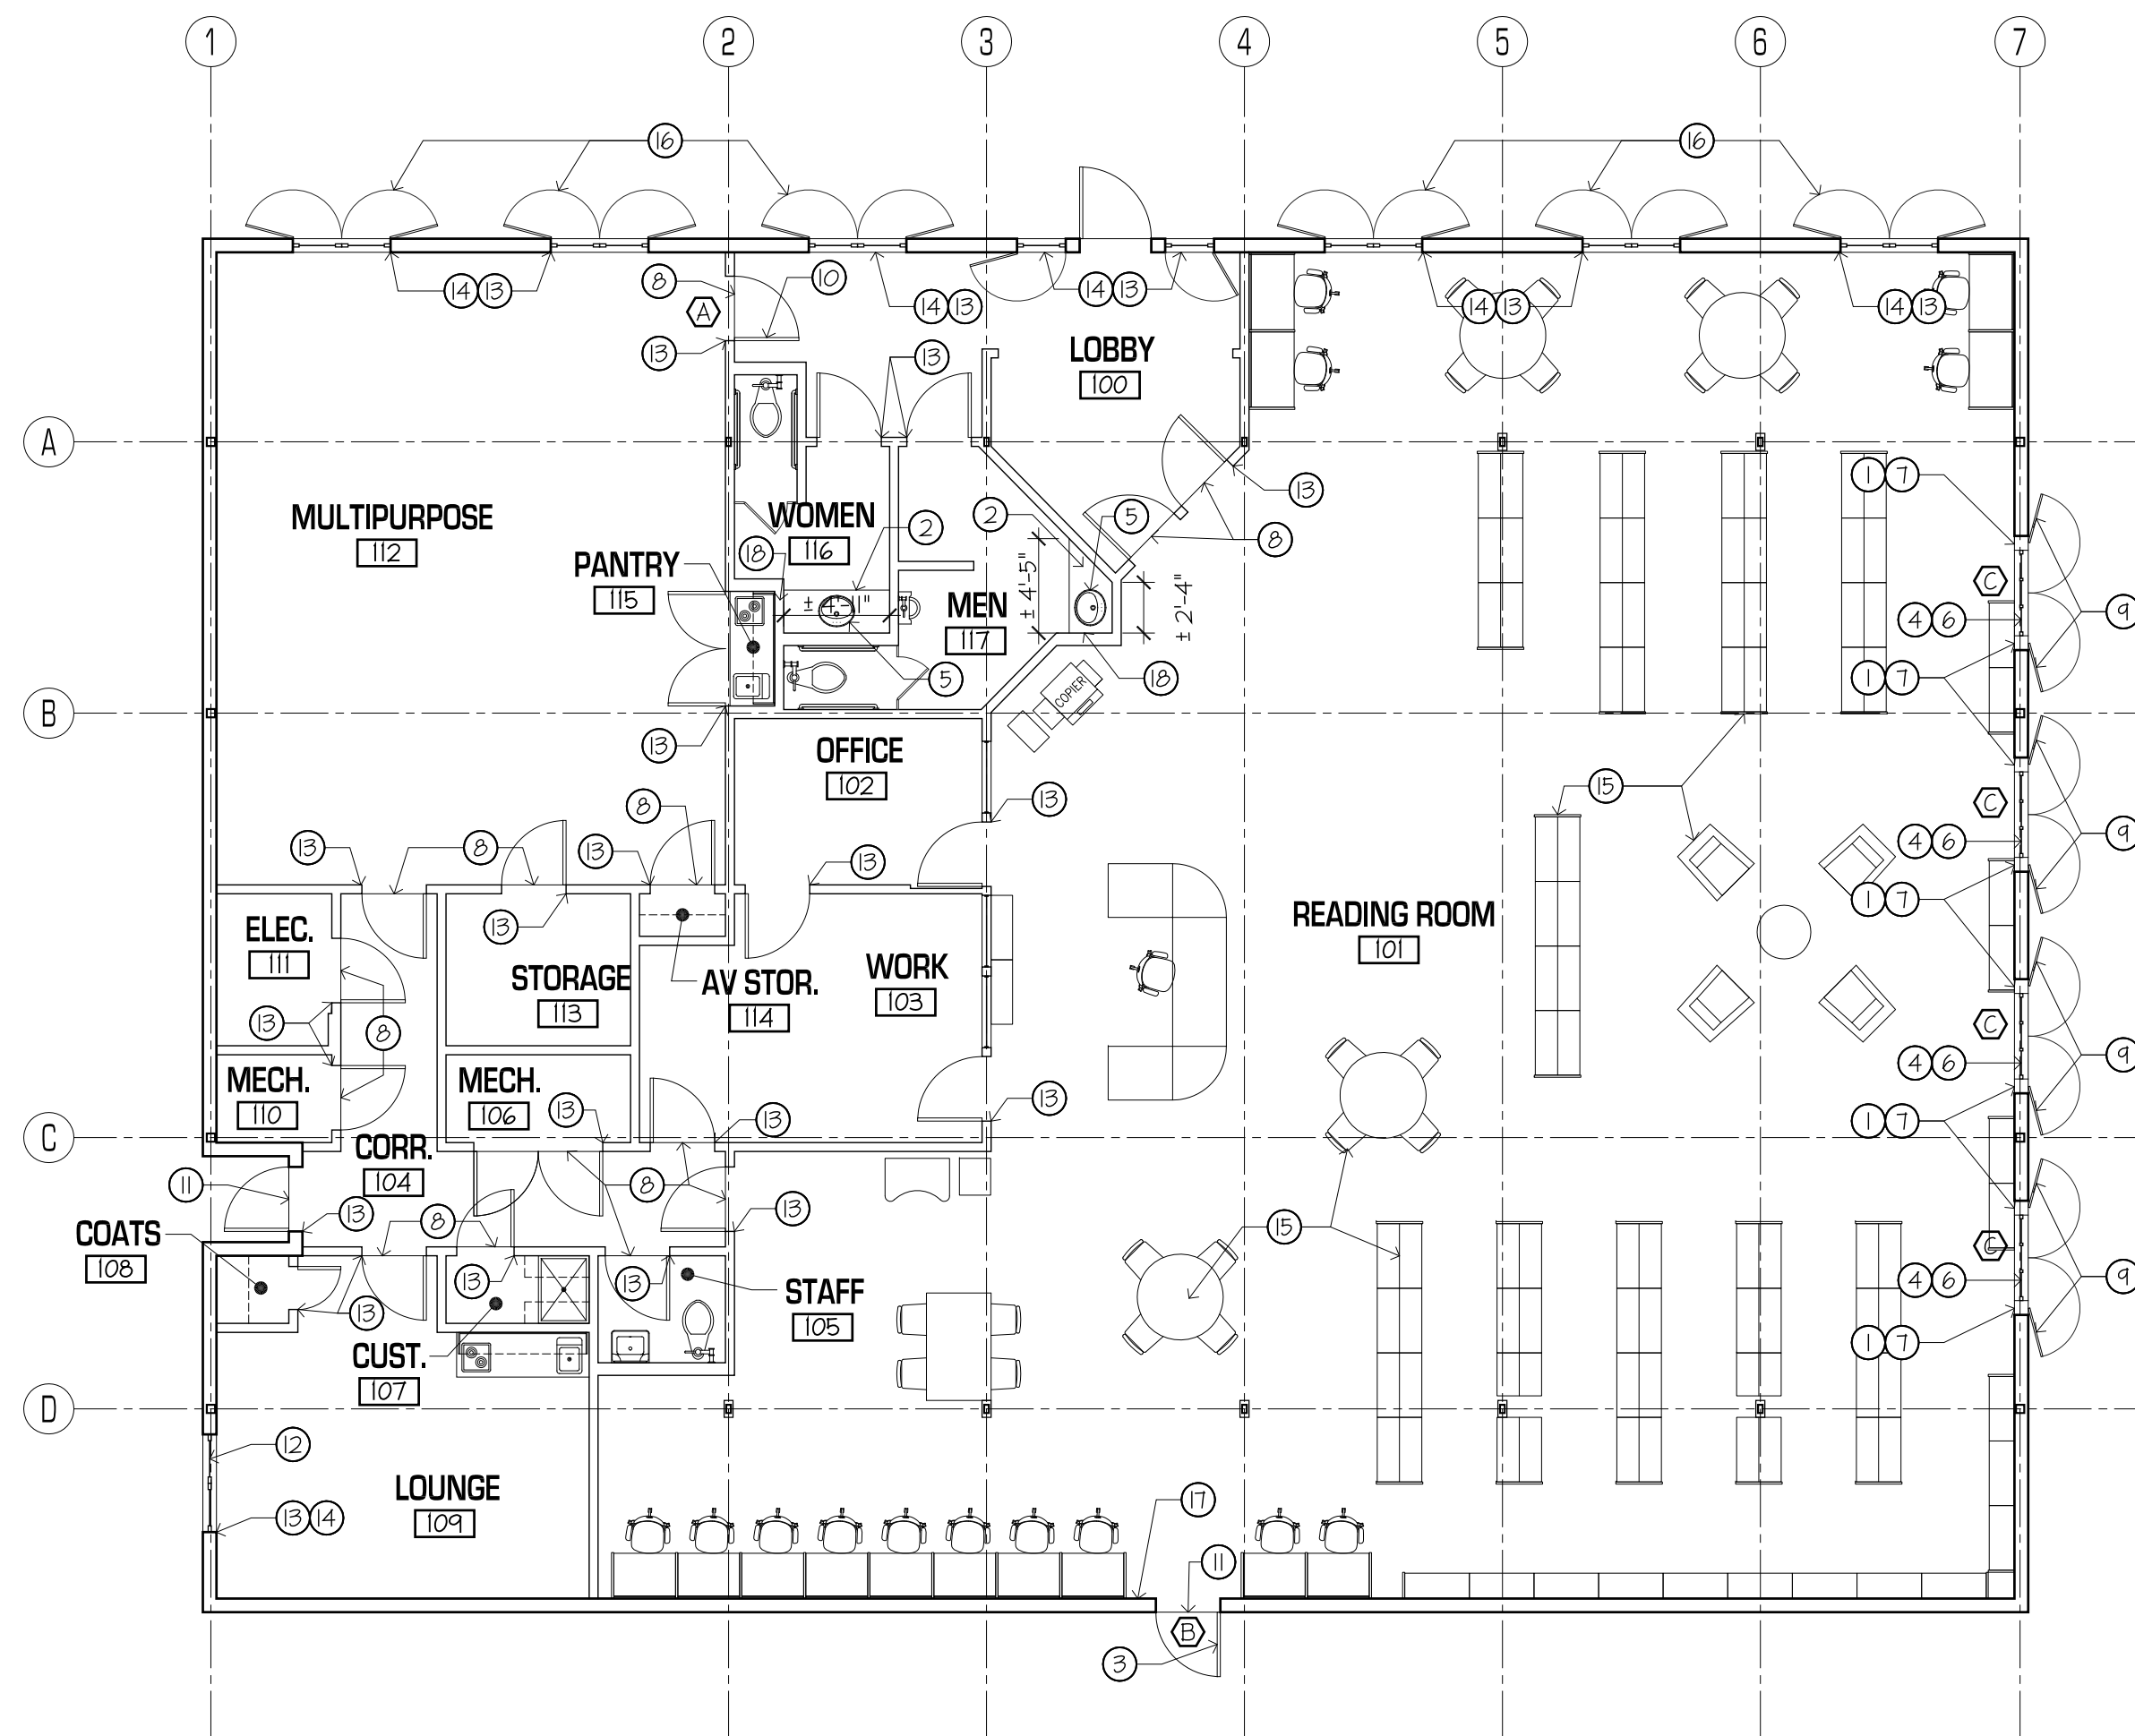 1 2 3 4 5 6 7
16 16
8 10 14 13
A
14 13 14 13 14 13 14 13
13 13
LOBBY
100
A
1 7
13
MULTIPURPOSE
112
WOMEN
116
2 2 5
18
8
PANTRY
115
± 4'-11"
± 4'-5"
± 2'-4"
MEN
117
C
4 6
9
5
18
1 7
COPIER
B
13
OFFICE
102
13
15
8
C
4 6
9
13 8 13 13
1 7
READING ROOM
101
ELEC.
111
13
STORAGE
113
AV STOR.
114
WORK
103
13
8
C
4 6
9
MECH.
110
MECH.
106
13
13
13
1 7
C
CORR.
104
11
8
13
13
8
15
COATS
108
C
4 6
9
13
13
13
STAFF
105
CUST.
107
1 7
D
12
LOUNGE
109
13 14
17
11
B
3